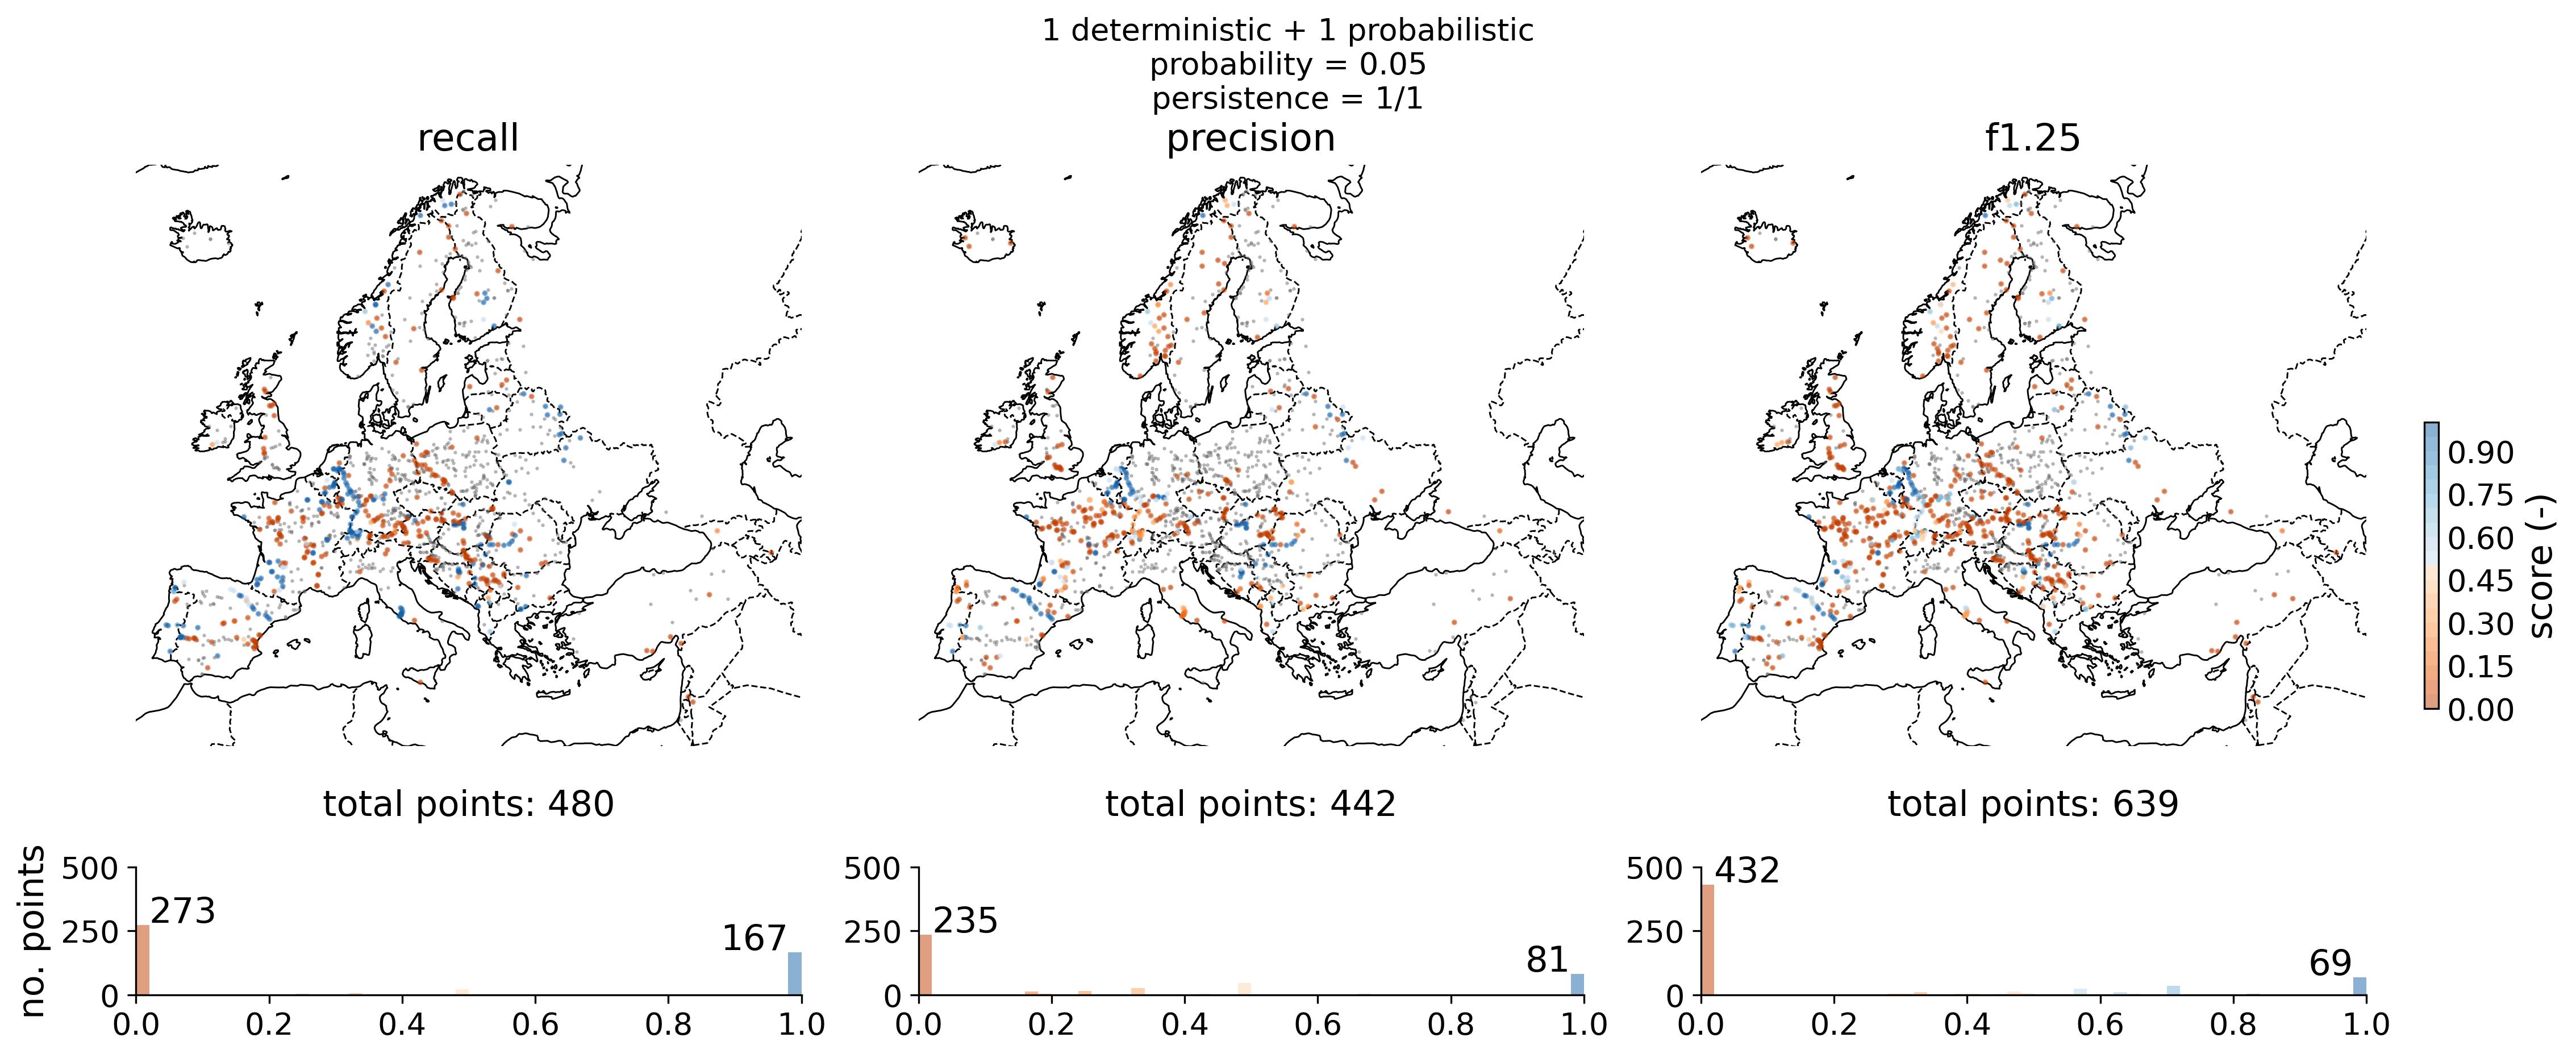 1 deterministic + 1 probabilistic
probability = 0.05
persistence = 1/1
recall
precision
f1.25
0.90
0.75
0.60
0.45
0.30
0.15
0.00
score (-)
total points: 480
total points: 442
total points: 639
no. points
500
250
0
273
167
0.0 0.2 0.4 0.6 0.8 1.0
500
250
0
235
81
0.0 0.2 0.4 0.6 0.8 1.0
500
250
0
432
69
0.0 0.2 0.4 0.6 0.8 1.0